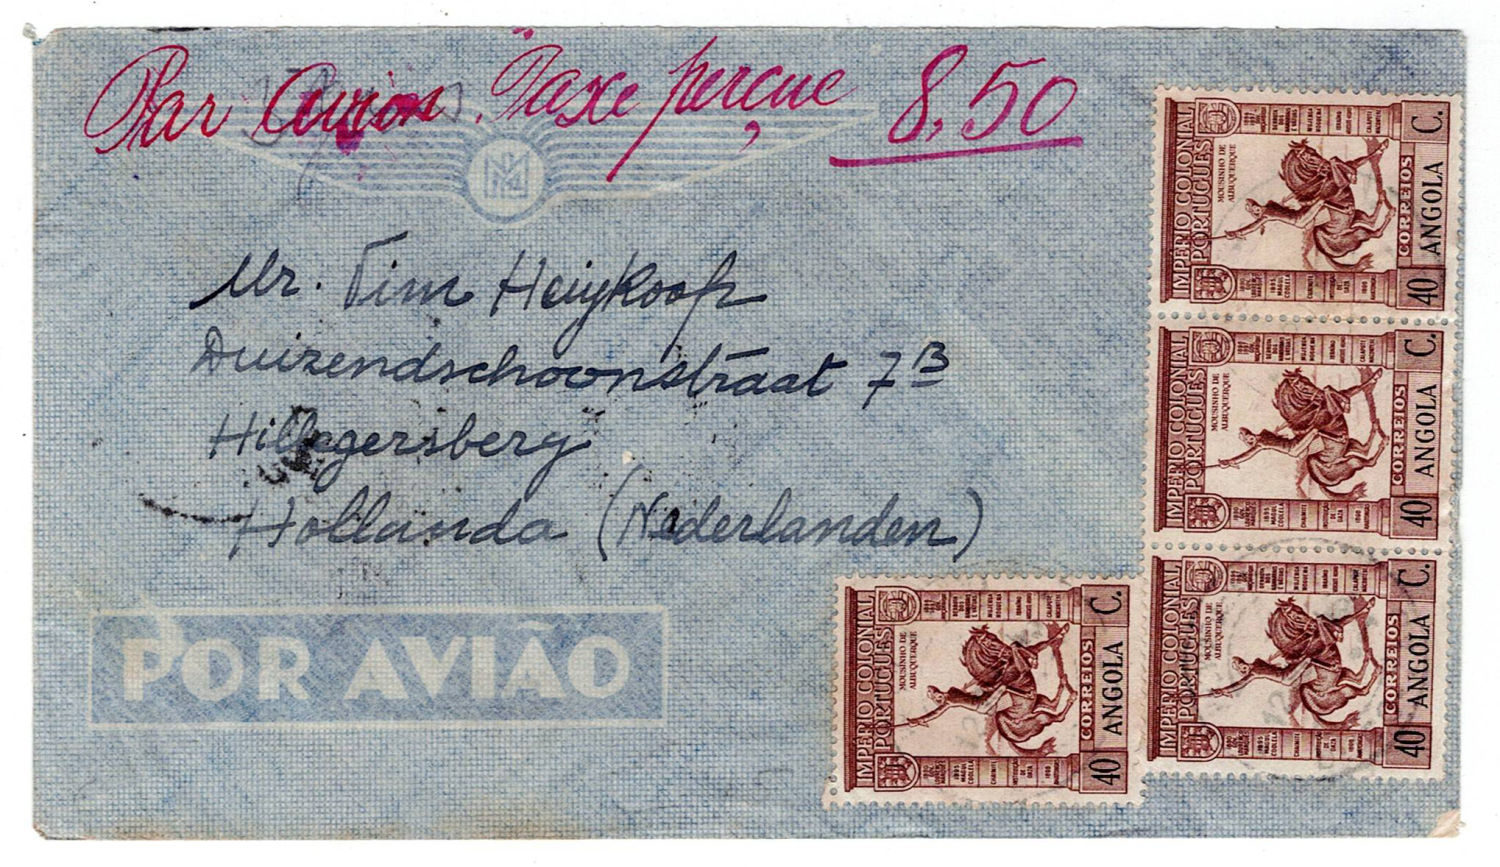 Par Avion. Taxe perçue 8,50
Mr. Tim Heijkoop
Duizendschoonstraat 7B
Hillegersberg
Hollanda (Nederlanden)
POR AVIÃO
IMPERIO COLONIAL
PORTUGUES
MOUSINHO DE
ALBUQUERQUE
CORREIOS
40 ANGOLA C.
IMPERIO COLONIAL
PORTUGUES
MOUSINHO DE
ALBUQUERQUE
CORREIOS
40 ANGOLA C.
IMPERIO COLONIAL
PORTUGUES
MOUSINHO DE
ALBUQUERQUE
CORREIOS
40 ANGOLA C.
IMPERIO COLONIAL
PORTUGUES
MOUSINHO DE
ALBUQUERQUE
CORREIOS
40 ANGOLA C.